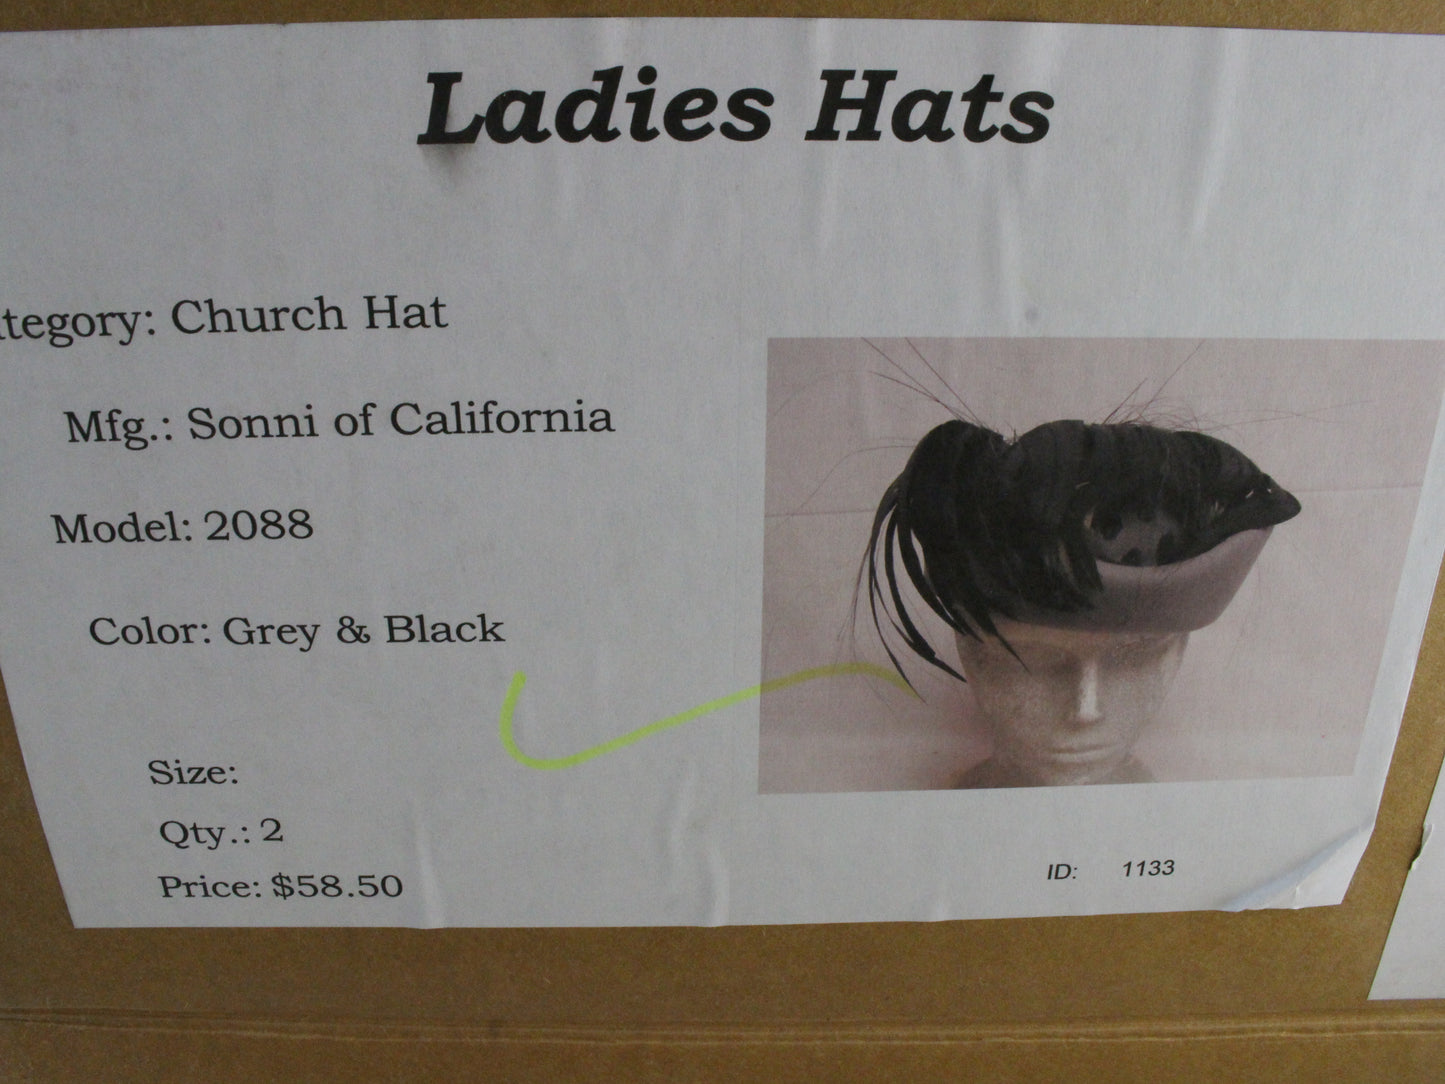 Ladies Hats
tegory: Church Hat
Mfg.: Sonni of California
Model: 2088
Color: Grey & Black
Size:
Qty.: 2
Price: $58.50
ID: 1133